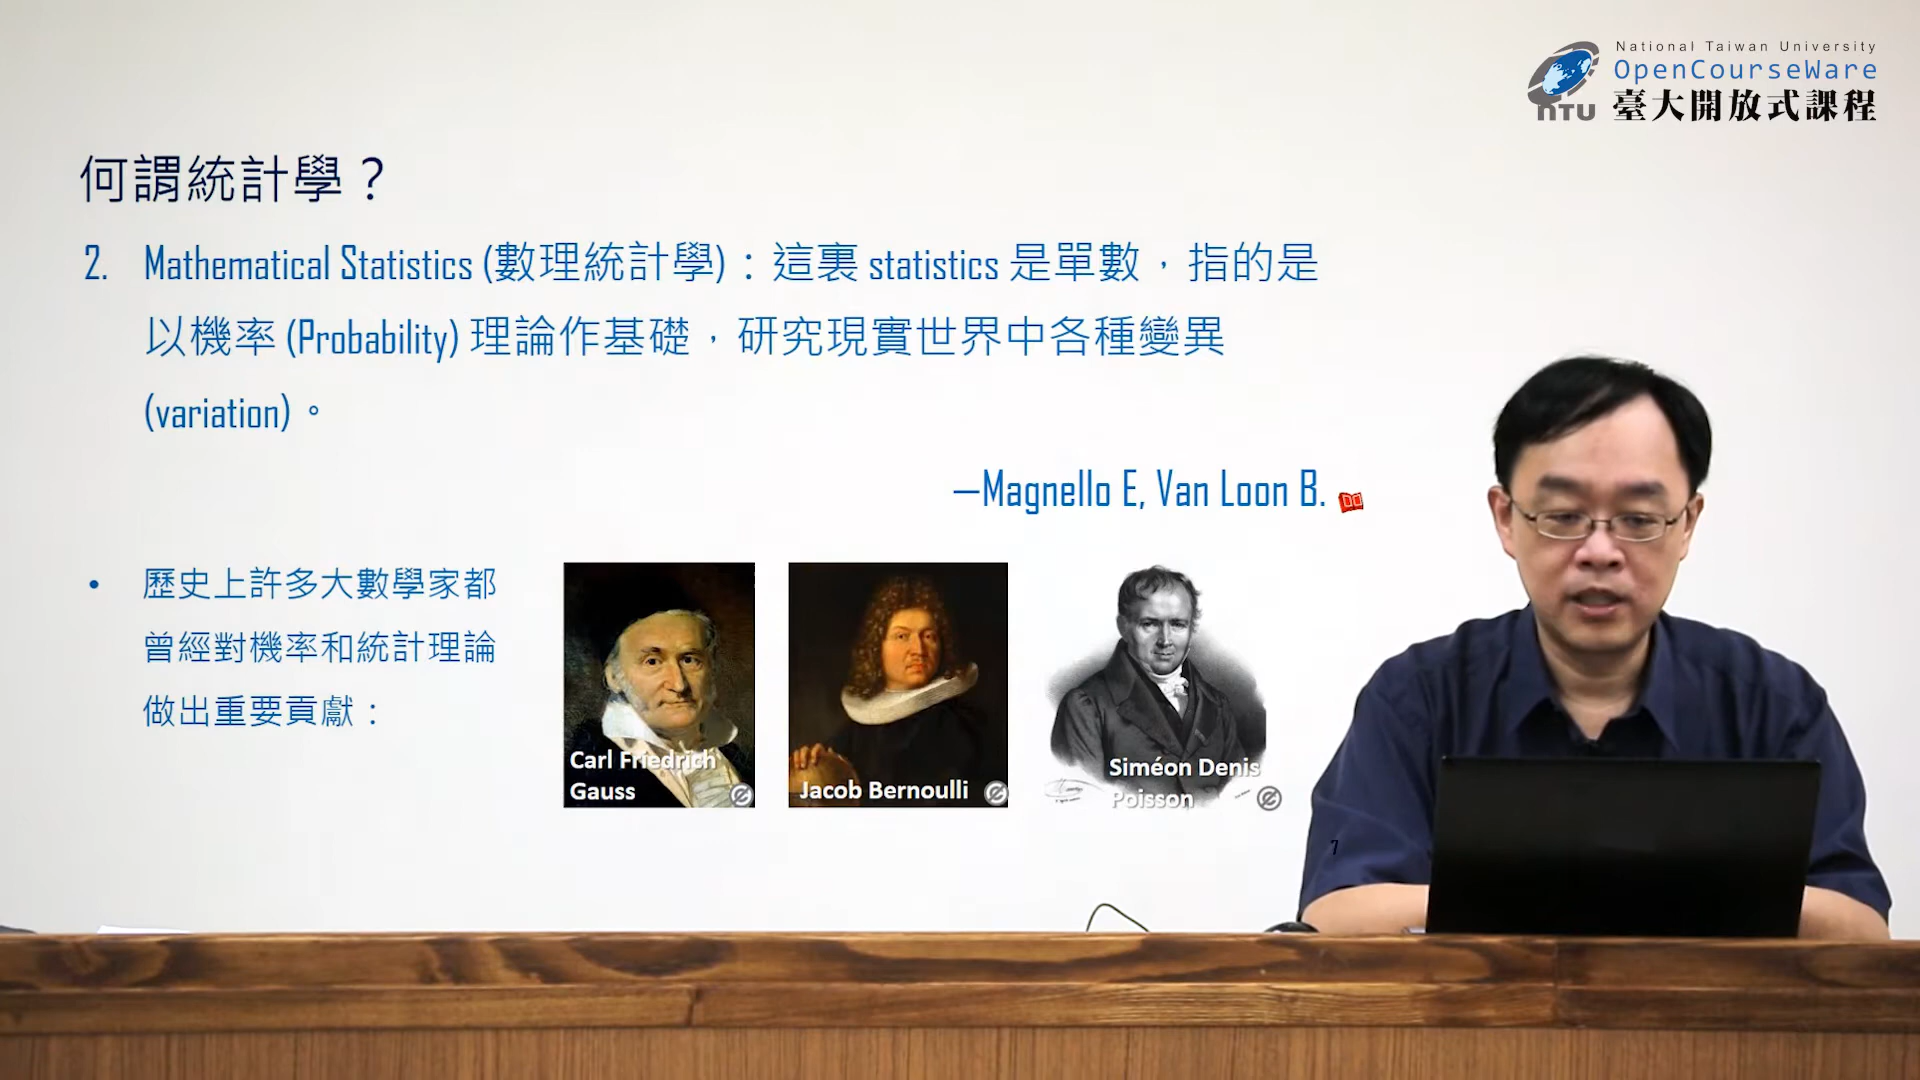 National Taiwan University
OpenCourseWare
NTU 臺大開放式課程
何謂統計學？
2. Mathematical Statistics (數理統計學)：這裏 statistics 是單數，指的是
以機率 (Probability) 理論作基礎，研究現實世界中各種變異
(variation)。
—Magnello E, Van Loon B.
• 歷史上許多大數學家都
曾經對機率和統計理論
做出重要貢獻：
Carl Friedrich
Gauss
Jacob Bernoulli
Siméon Denis
Poisson
7